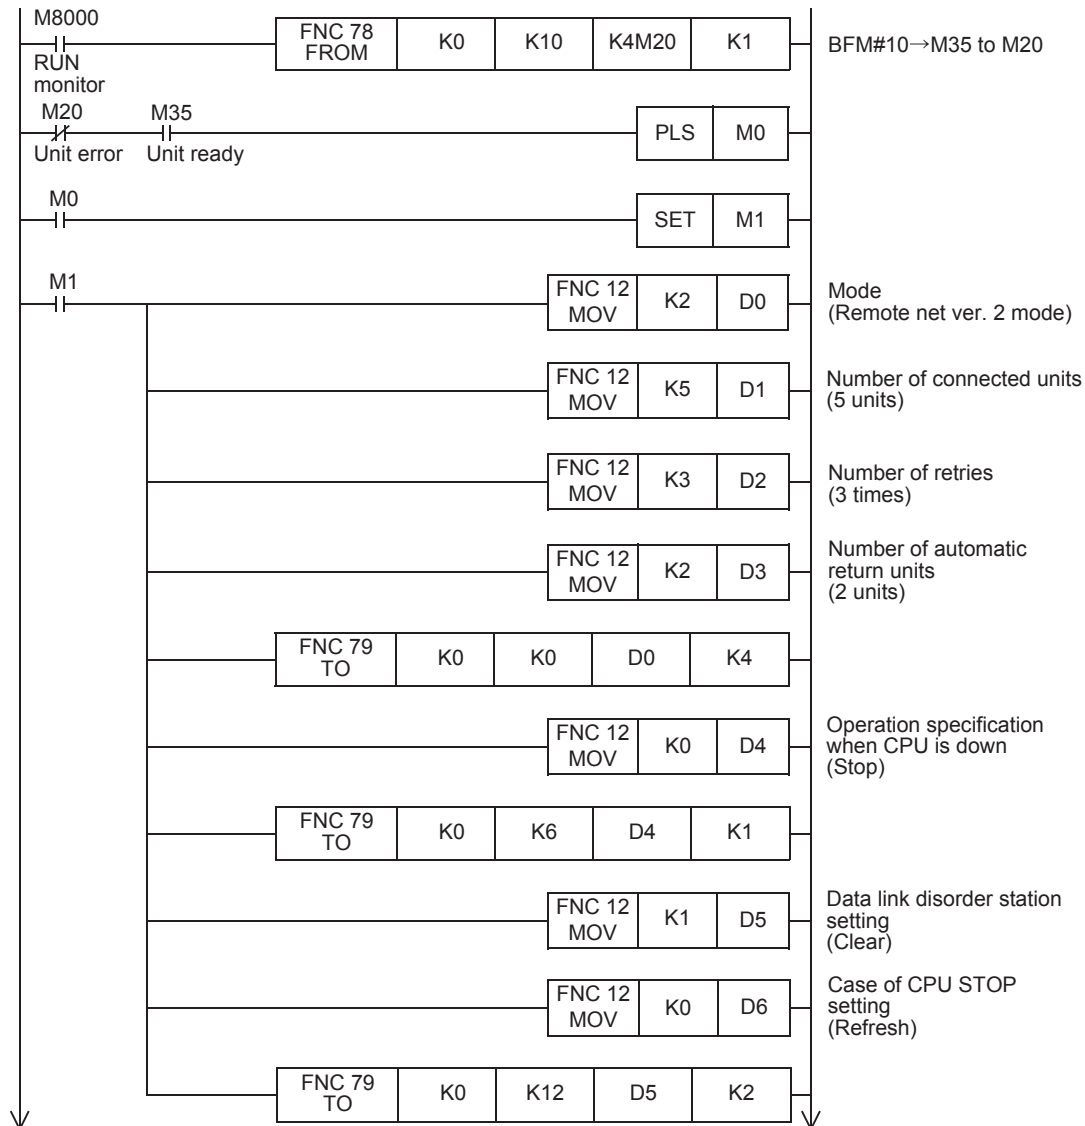 M8000
FNC 78 FROM K0 K10 K4M20 K1
BFM#10→M35 to M20
RUN monitor
M20 M35
PLS M0
Unit error Unit ready
M0
SET M1
M1
FNC 12 MOV K2 D0
Mode
(Remote net ver. 2 mode)
FNC 12 MOV K5 D1
Number of connected units
(5 units)
FNC 12 MOV K3 D2
Number of retries
(3 times)
FNC 12 MOV K2 D3
Number of automatic
return units
(2 units)
FNC 79 TO K0 K0 D0 K4
FNC 12 MOV K0 D4
Operation specification
when CPU is down
(Stop)
FNC 79 TO K0 K6 D4 K1
FNC 12 MOV K1 D5
Data link disorder station
setting
(Clear)
FNC 12 MOV K0 D6
Case of CPU STOP
setting
(Refresh)
FNC 79 TO K0 K12 D5 K2